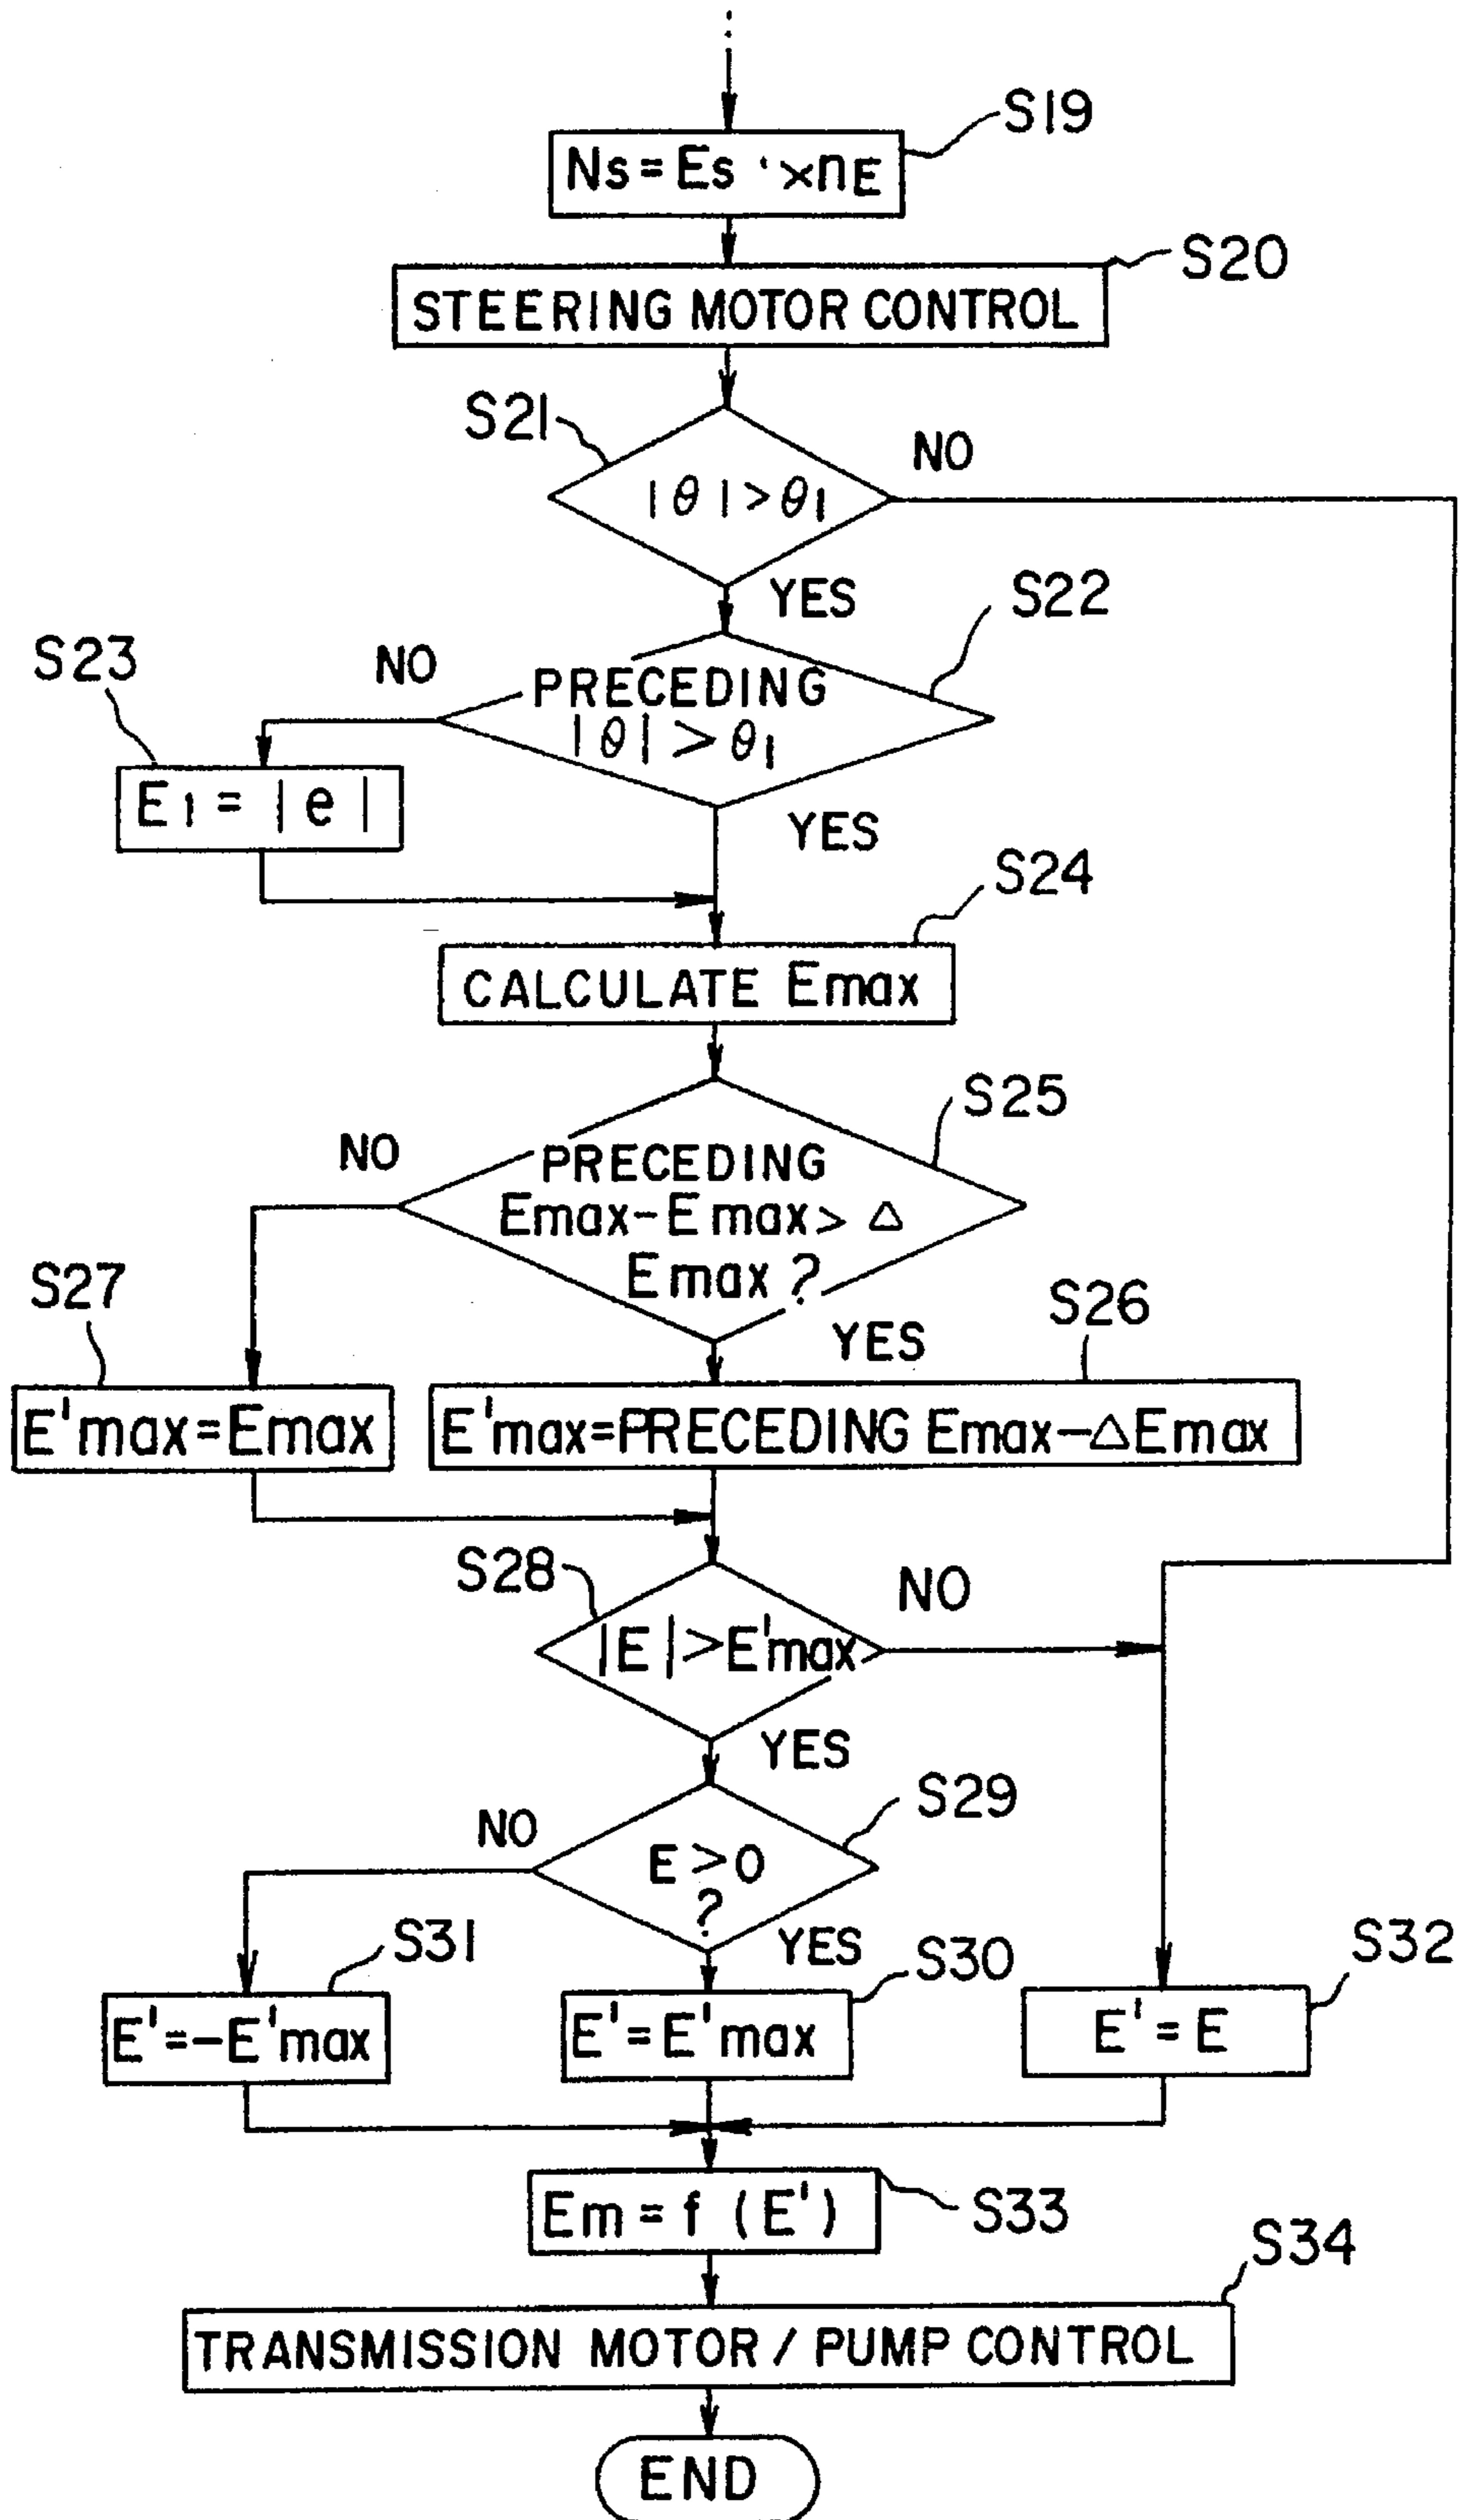 S19
Ns=Es'×nE
S20
STEERING MOTOR CONTROL
S21
NO
|θ|>θ1
YES
S22
S23
NO
PRECEDING
|θ|>θ1
E1=|e|
YES
S24
CALCULATE Emax
S25
NO
PRECEDING
Emax-Emax>△
Emax?
S27
S26
YES
E'max=Emax
E'max=PRECEDING Emax-△Emax
S28
NO
|E|>E'max
YES
S29
NO
E>0
?
S31
YES
S30
S32
E'=-E'max
E'=E'max
E'=E
Em=f(E')
S33
S34
TRANSMISSION MOTOR/PUMP CONTROL
END